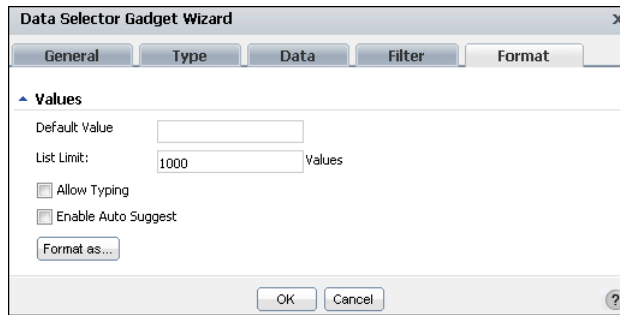 Data Selector Gadget Wizard x
General Type Data Filter Format
Values
Default Value
List Limit: 1000 Values
Allow Typing
Enable Auto Suggest
Format as...
OK Cancel ?